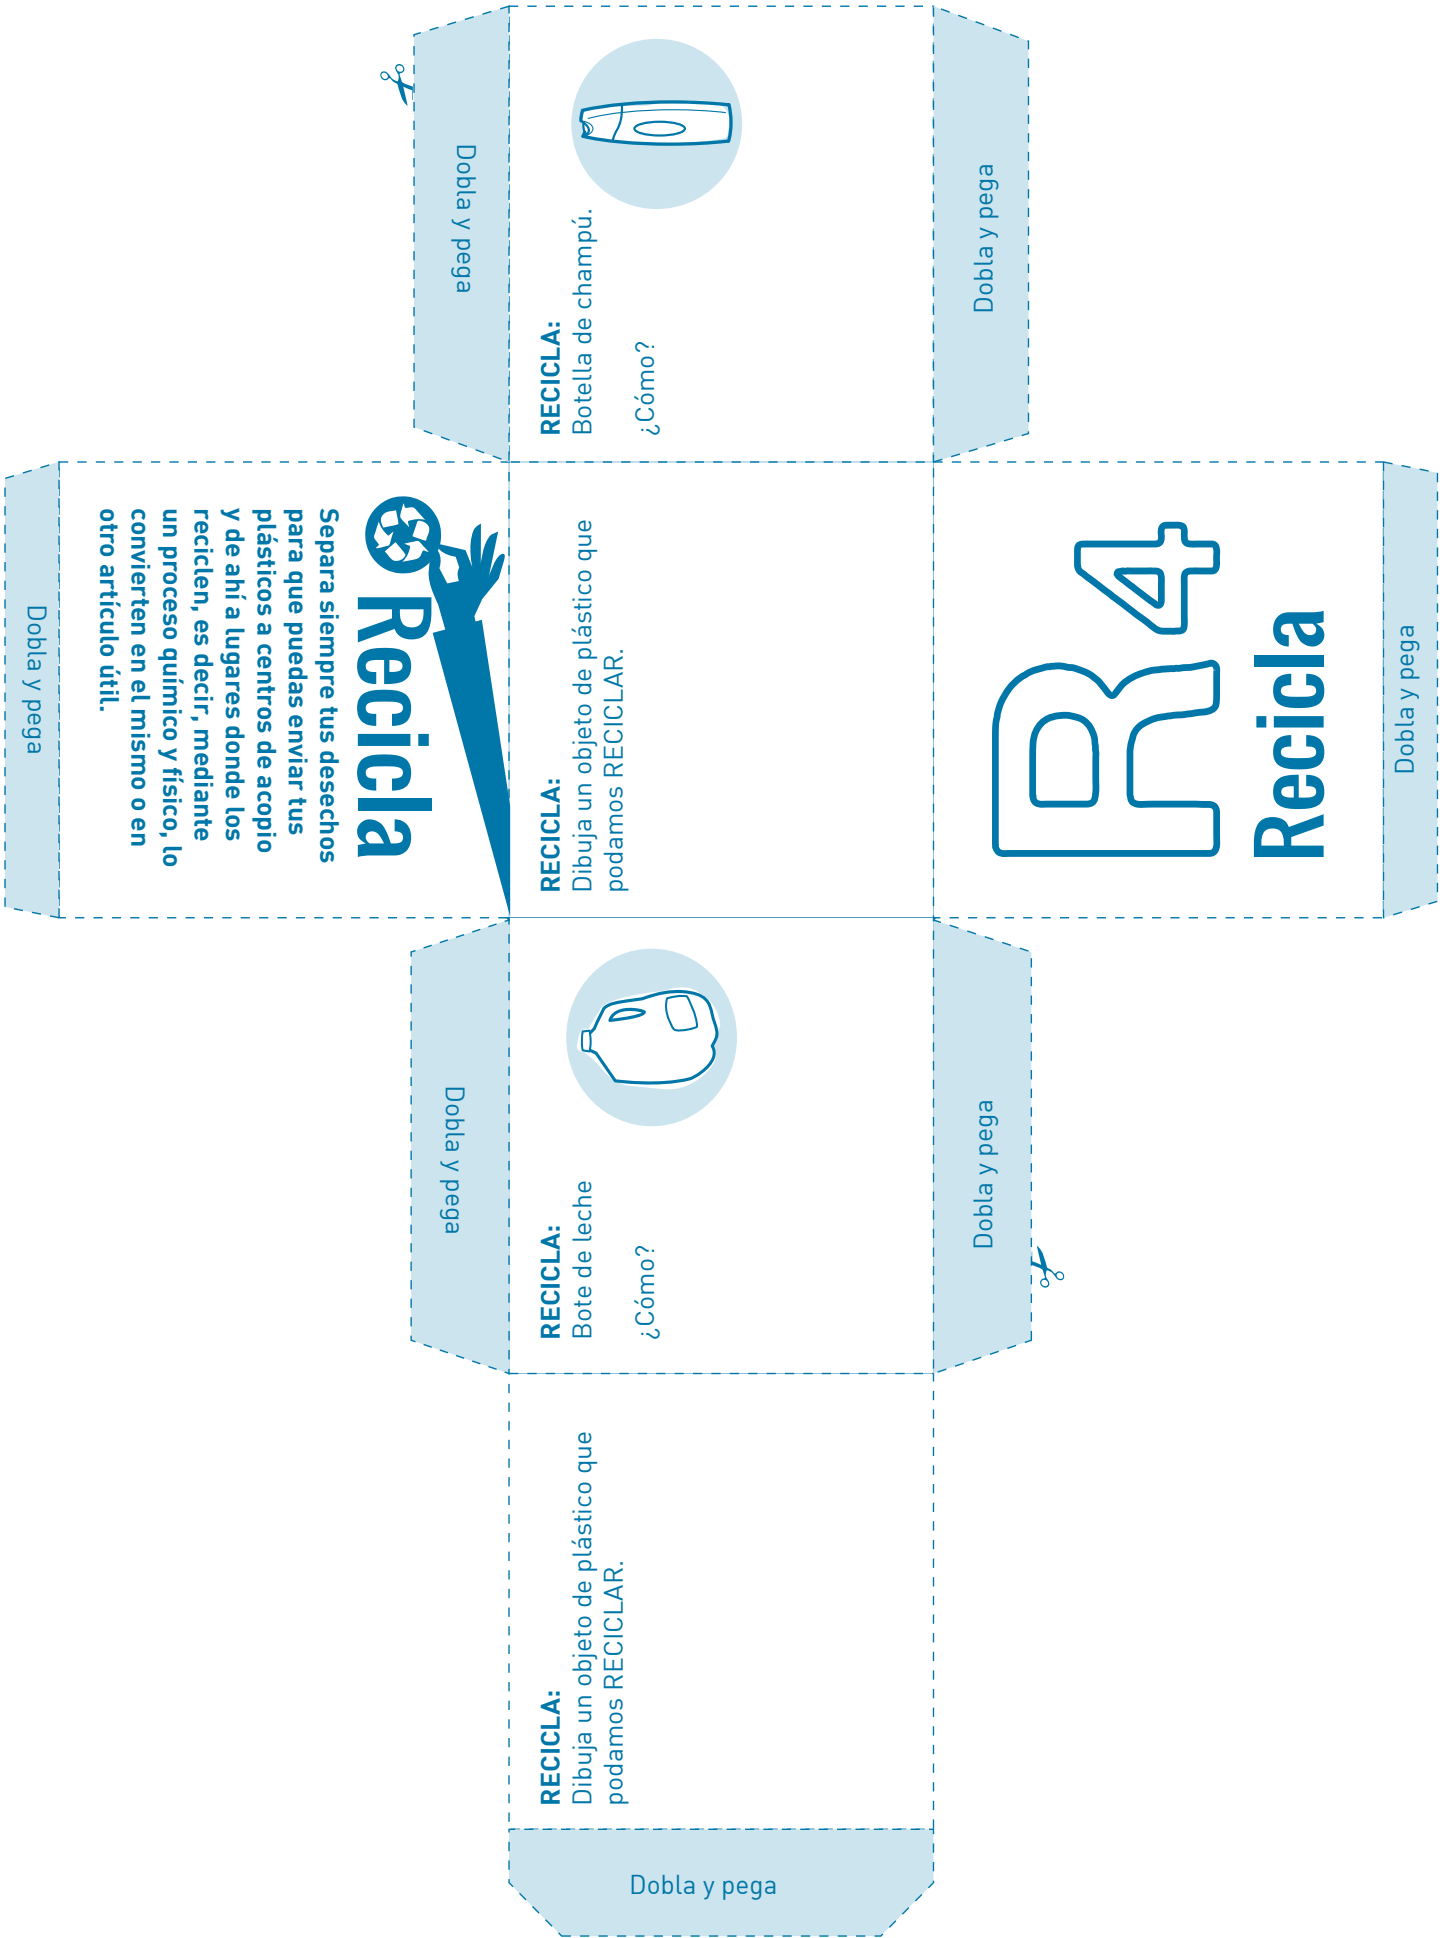 Dobla y pega
RECICLA:
Botella de champú.
¿Cómo?
Dobla y pega
Dobla y pega
Recicla
Separa siempre tus desechos
para que puedas enviar tus
plásticos a centros de acopio
y de ahí a lugares donde los
reciclen, es decir, mediante
un proceso químico y físico, lo
convierten en el mismo o en
otro artículo útil.
RECICLA:
Dibuja un objeto de plástico que
podamos RECICLAR.
R4
Recicla
Dobla y pega
Dobla y pega
RECICLA:
Bote de leche
¿Cómo?
Dobla y pega
RECICLA:
Dibuja un objeto de plástico que
podamos RECICLAR.
Dobla y pega